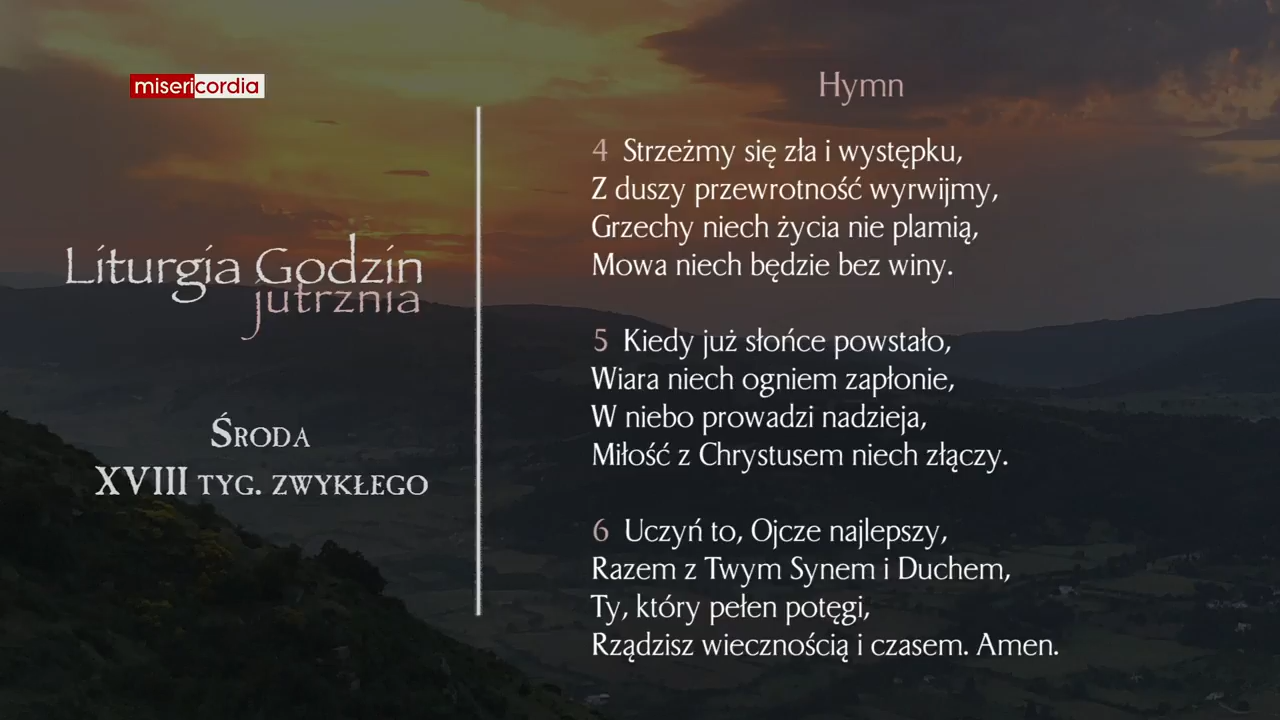 misericordia
Liturgia Godzin
jutrznia
Środa
XVIII tyg. zwykłego
Hymn
4 Strzeżmy się zła i występku,
Z duszy przewrotność wyrwijmy,
Grzechy niech życia nie plamią,
Mowa niech będzie bez winy.
5 Kiedy już słońce powstało,
Wiara niech ogniem zapłonie,
W niebo prowadzi nadzieja,
Miłość z Chrystusem niech złączy.
6 Uczyń to, Ojcze najlepszy,
Razem z Twym Synem i Duchem,
Ty, który pełen potęgi,
Rządzisz wiecznością i czasem. Amen.